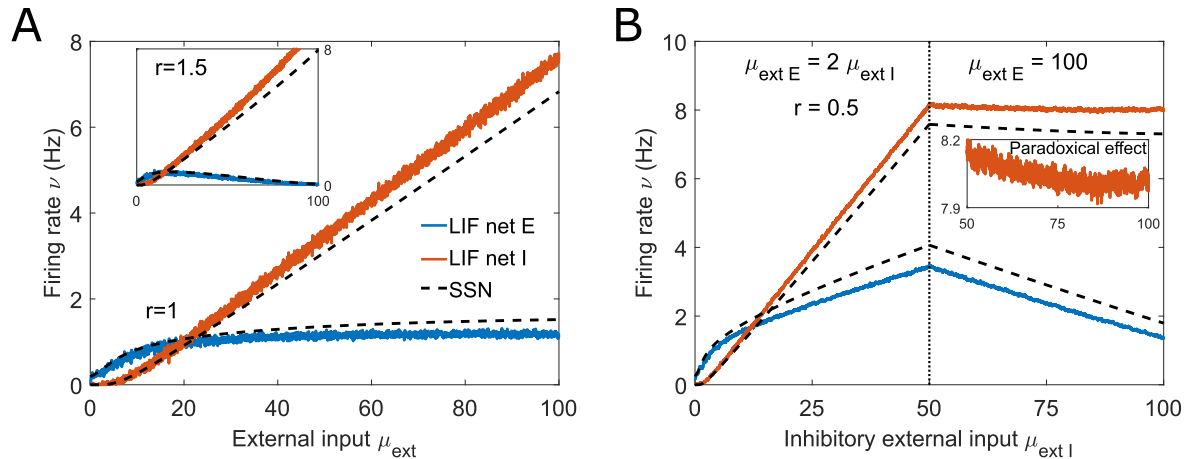 A
8
6
4
2
0
Firing rate ν (Hz)
r=1.5
8
0
0
100
LIF net E
LIF net I
SSN
r=1
0
20
40
60
80
100
External input μext
B
10
8
6
4
2
0
Firing rate ν (Hz)
μext E = 2 μext I
μext E = 100
r = 0.5
8.2
Paradoxical effect
7.9
50
75
100
0
25
50
75
100
Inhibitory external input μext I